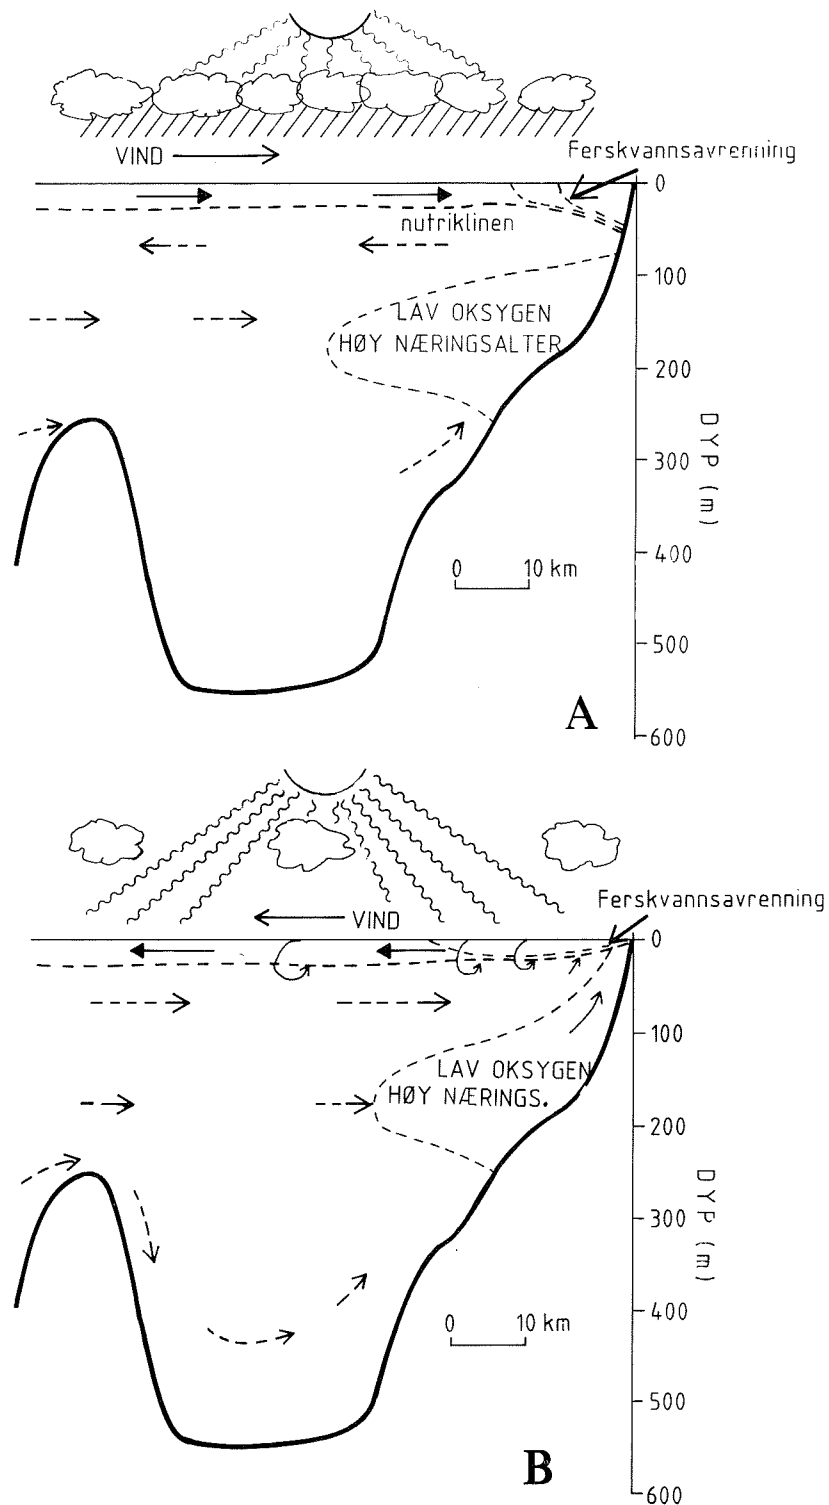 VIND
Ferskvannsavrenning
0
nutriklinen
100
LAV OKSYGEN
HØY NÆRINGSALTER
200
DYP (m)
300
400
0 10 km
500
A
600
Ferskvannsavrenning
VIND
0
100
LAV OKSYGEN
HØY NÆRINGS.
200
DYP (m)
300
400
0 10 km
500
B
600